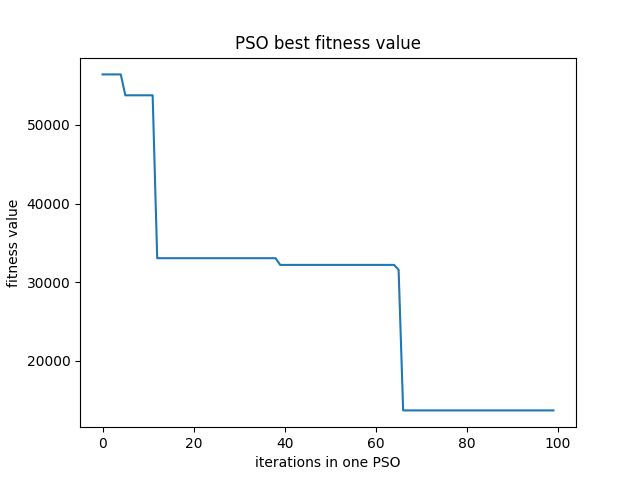 PSO best fitness value
fitness value
50000
40000
30000
20000
0 20 40 60 80 100
iterations in one PSO